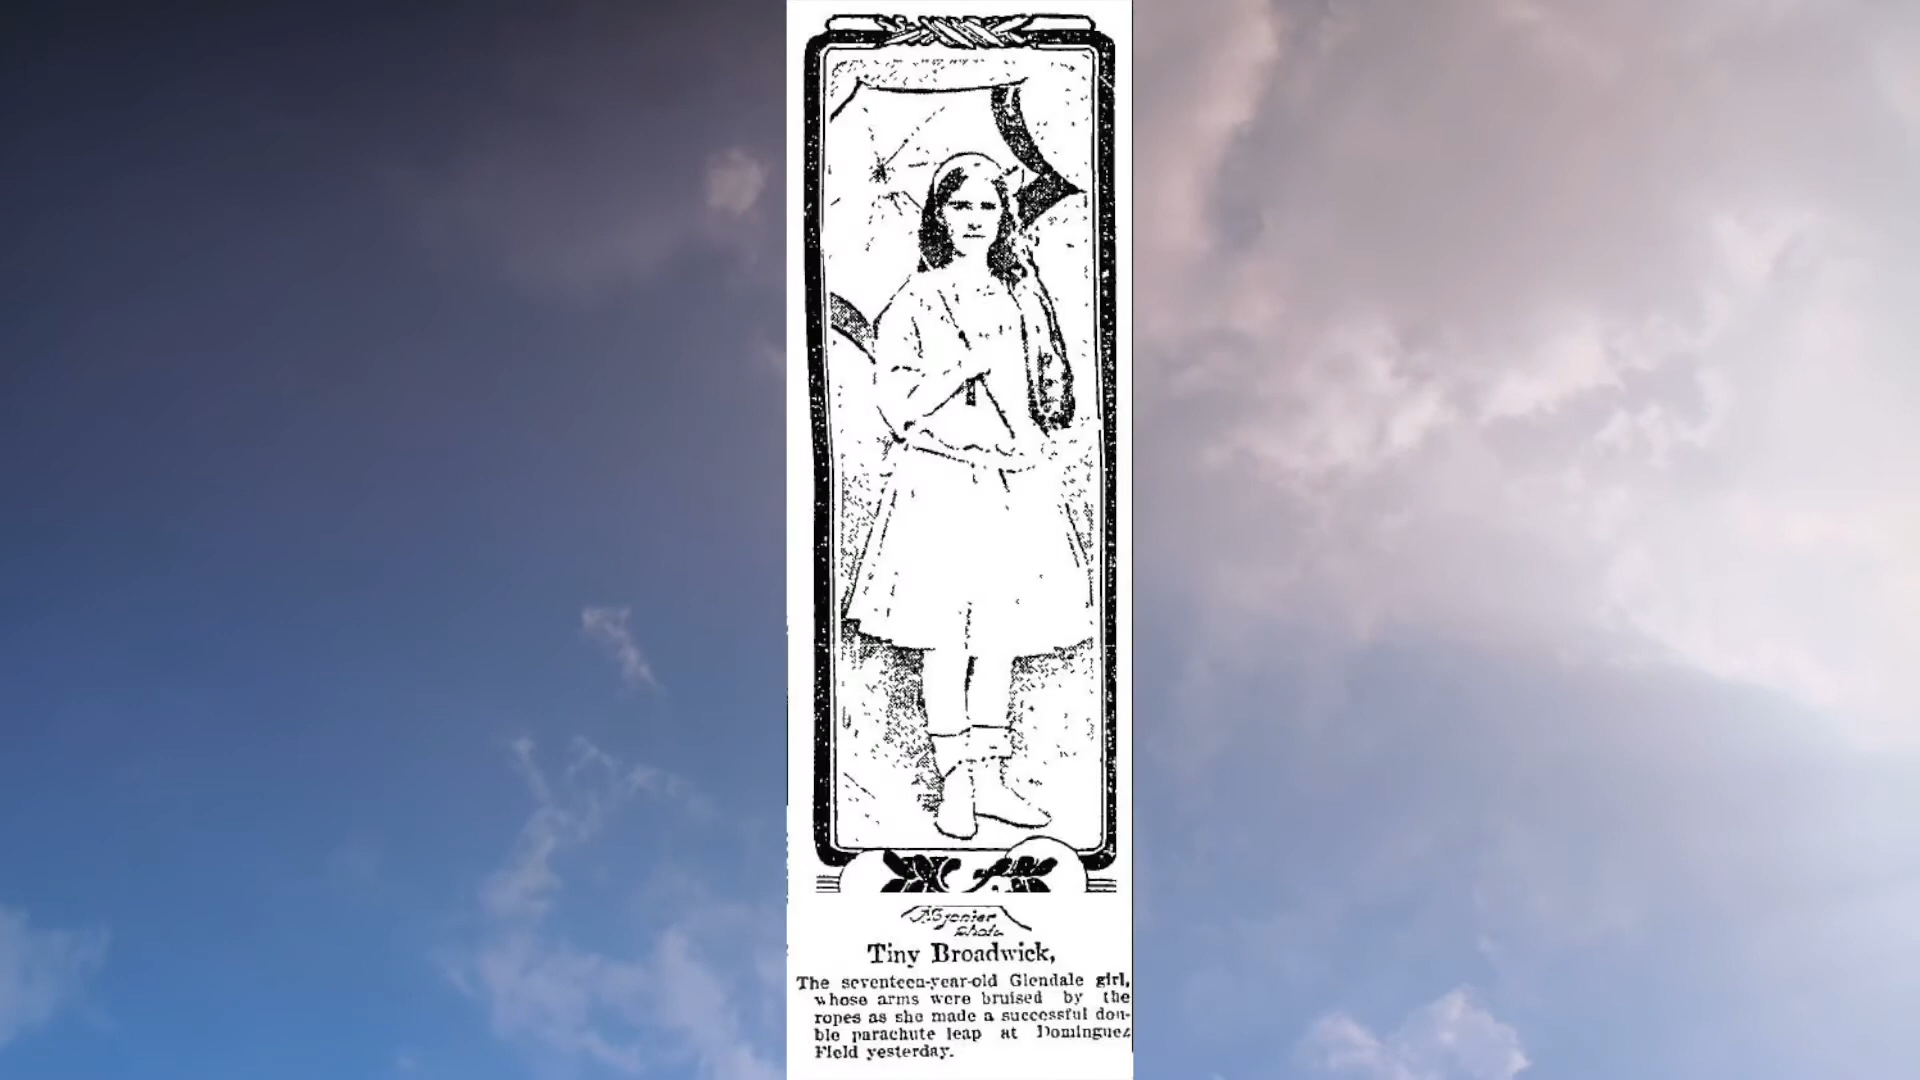 Photo
Tiny Broadwick,
The seventeen-year-old Glendale girl,
whose arms were bruised by the
ropes as she made a successful dou-
ble parachute leap at Dominguez
Field yesterday.